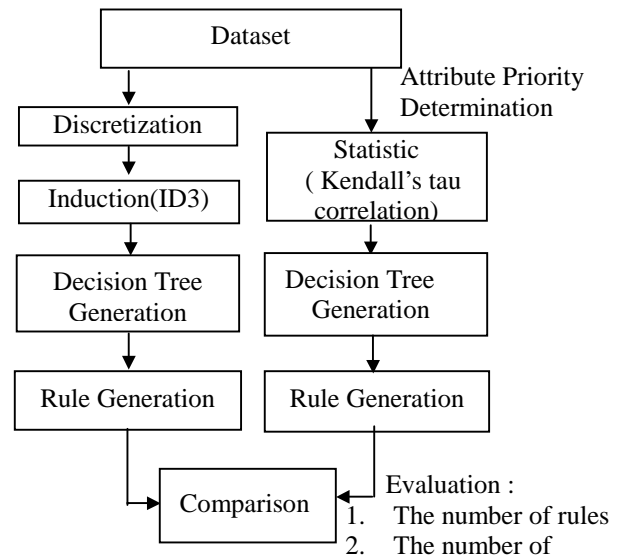 Dataset
Attribute Priority
Determination
Discretization
Statistic
( Kendall's tau
correlation)
Induction(ID3)
Decision Tree
Generation
Decision Tree
Generation
Rule Generation
Rule Generation
Comparison
Evaluation :
1. The number of rules
2. The number of